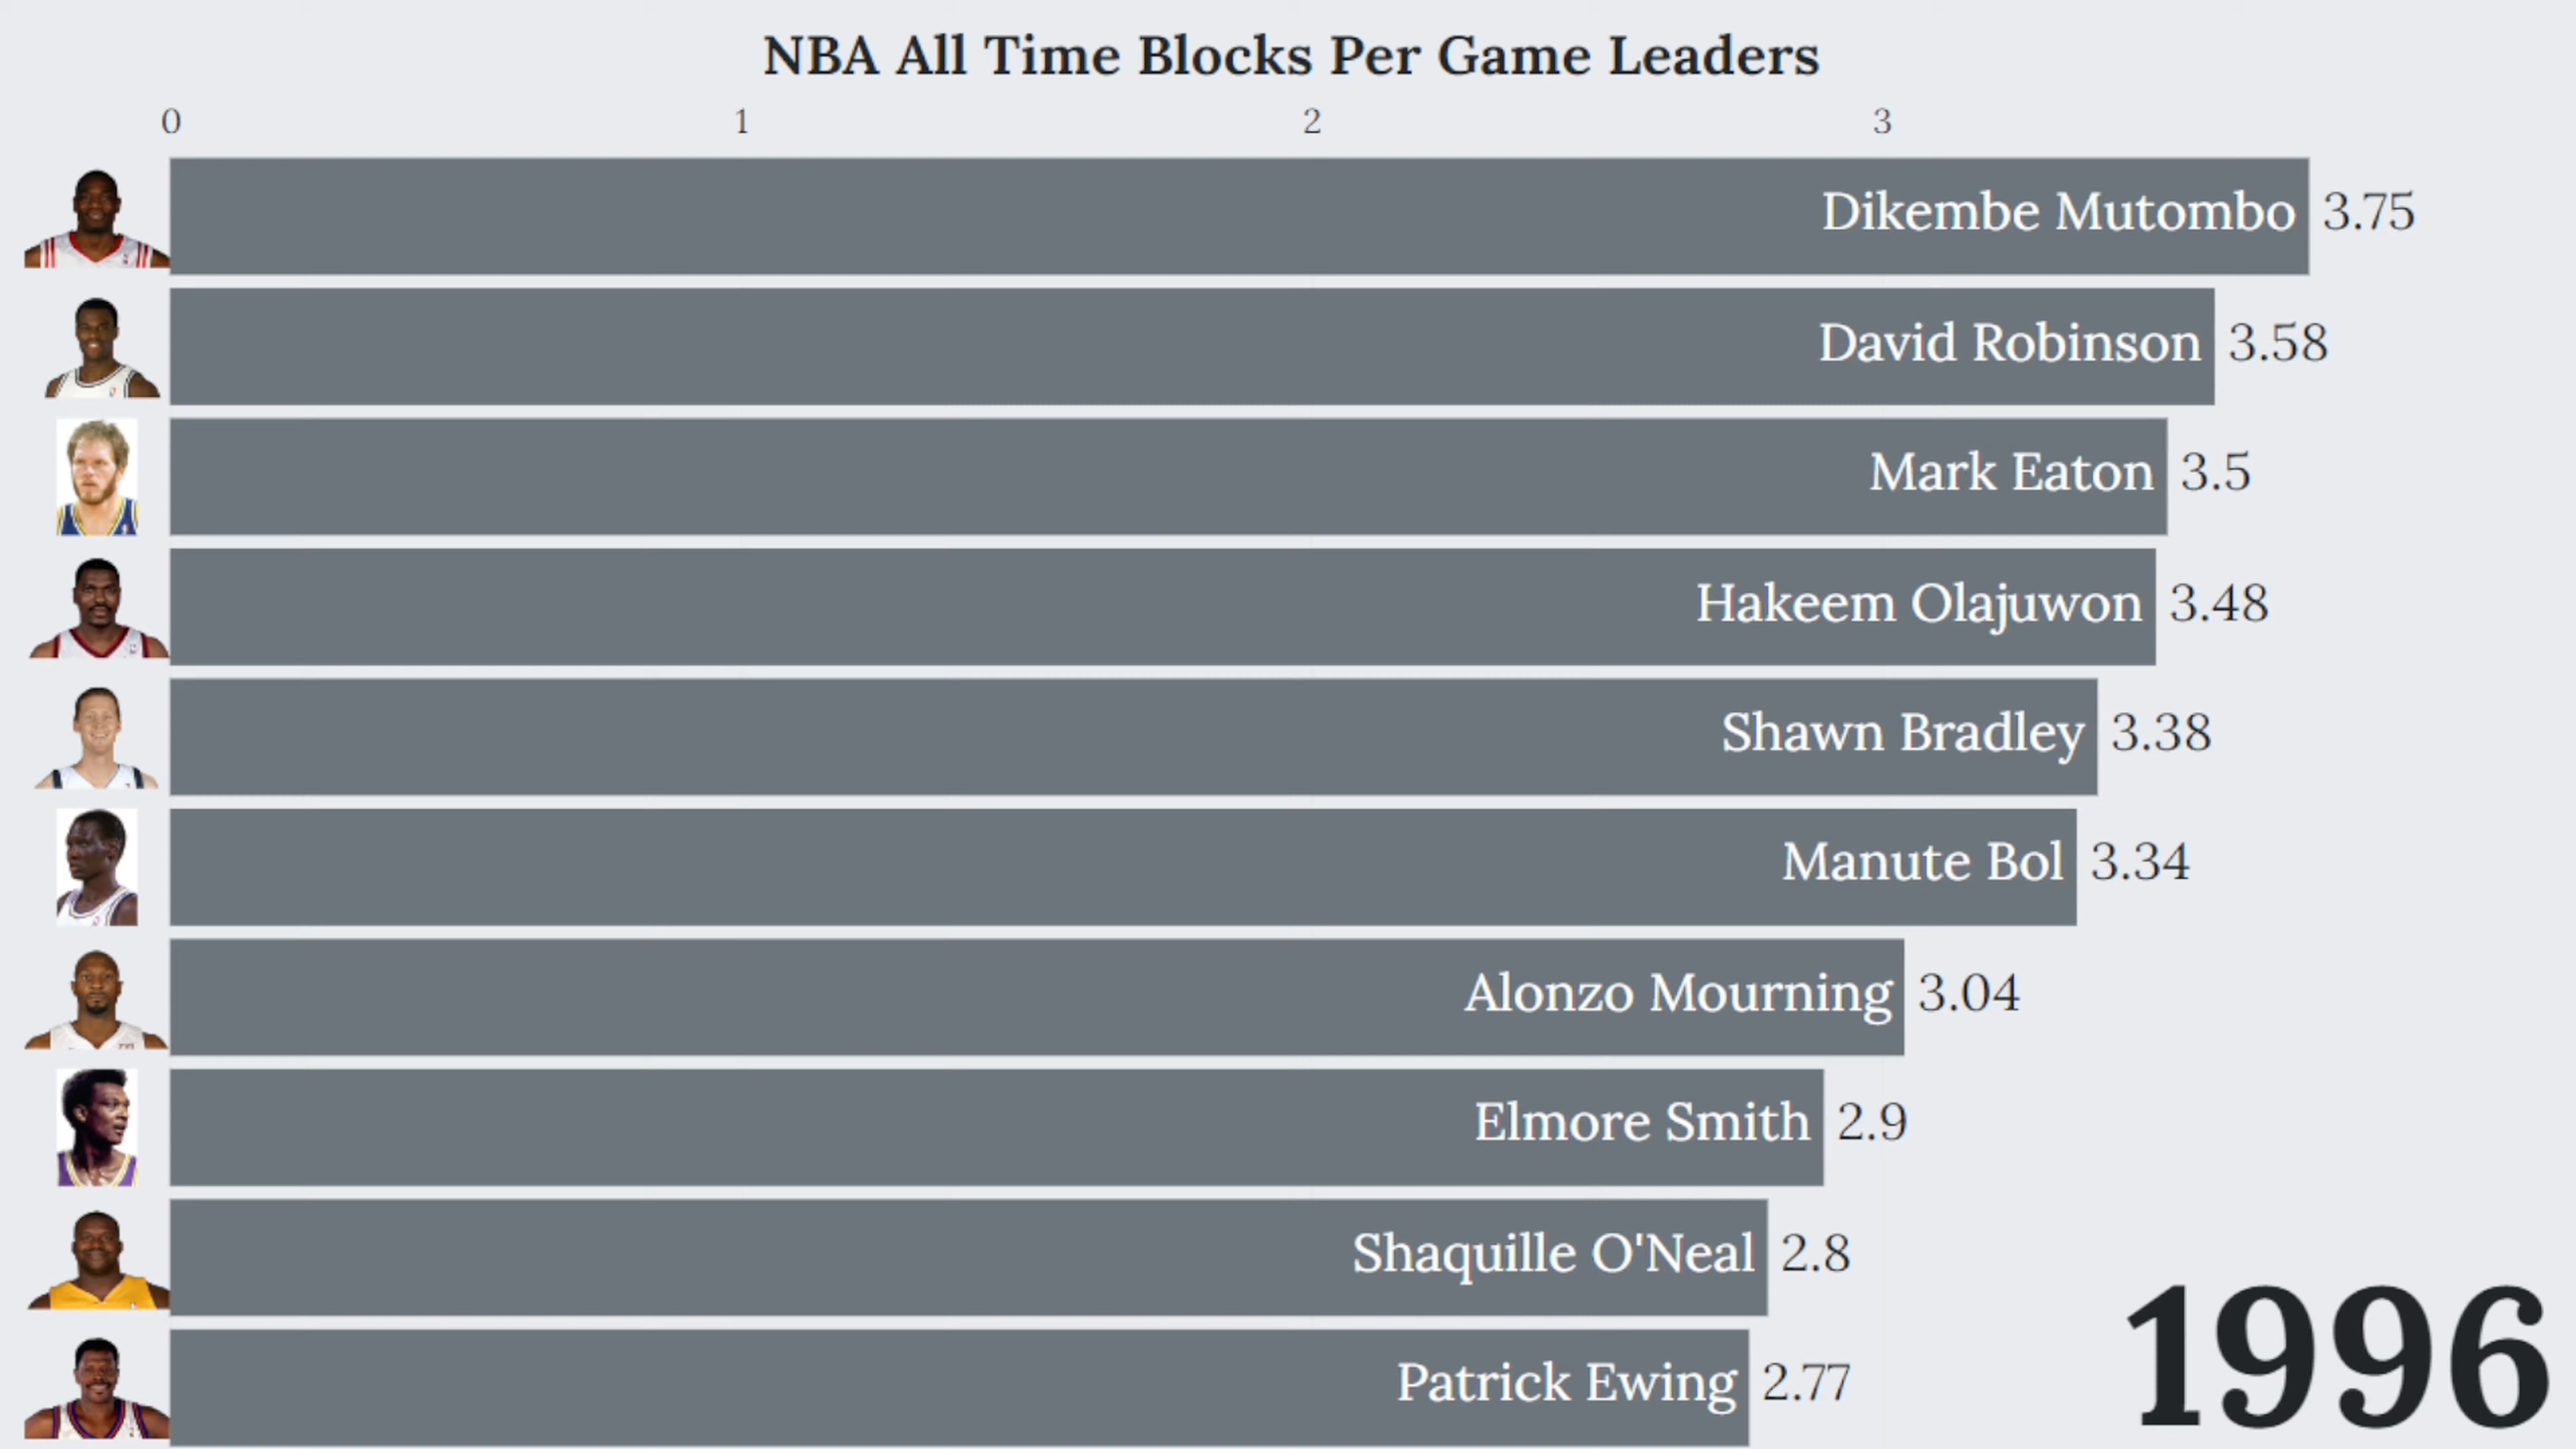 NBA All Time Blocks Per Game Leaders
0 1 2 3
Dikembe Mutombo 3.75
David Robinson 3.58
Mark Eaton 3.5
Hakeem Olajuwon 3.48
Shawn Bradley 3.38
Manute Bol 3.34
Alonzo Mourning 3.04
Elmore Smith 2.9
Shaquille O'Neal 2.8
Patrick Ewing 2.77
1996